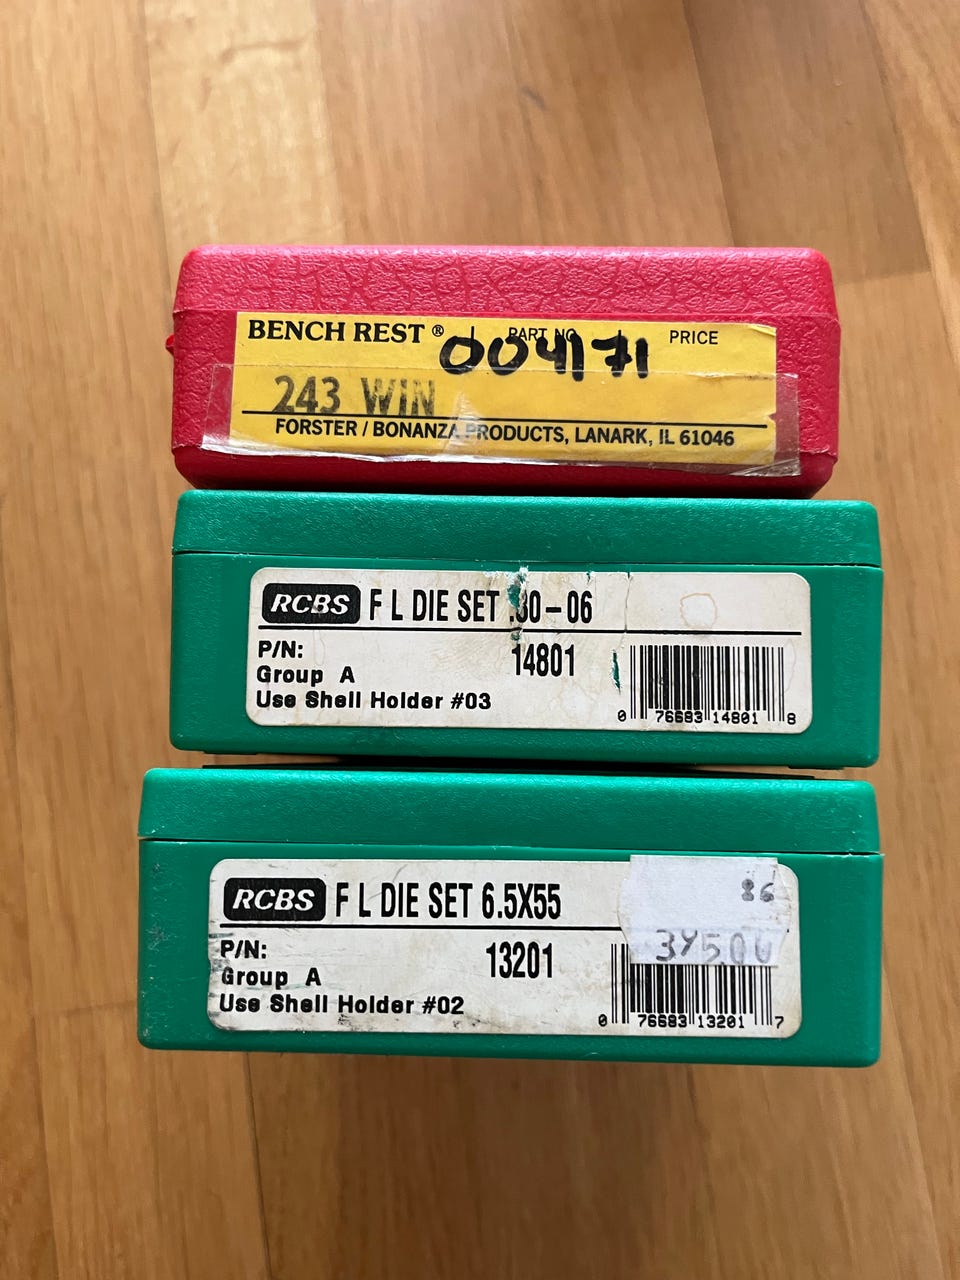 BENCH REST ® PART NO. PRICE
004171
243 WIN
FORSTER / BONANZA PRODUCTS, LANARK, IL 61046
RCBS F L DIE SET .30-06
P/N: 14801
Group A
Use Shell Holder #03
0 76683 14801 8
RCBS F L DIE SET 6.5X55
86
P/N: 13201
Group A
Use Shell Holder #02
0 76683 13201 7